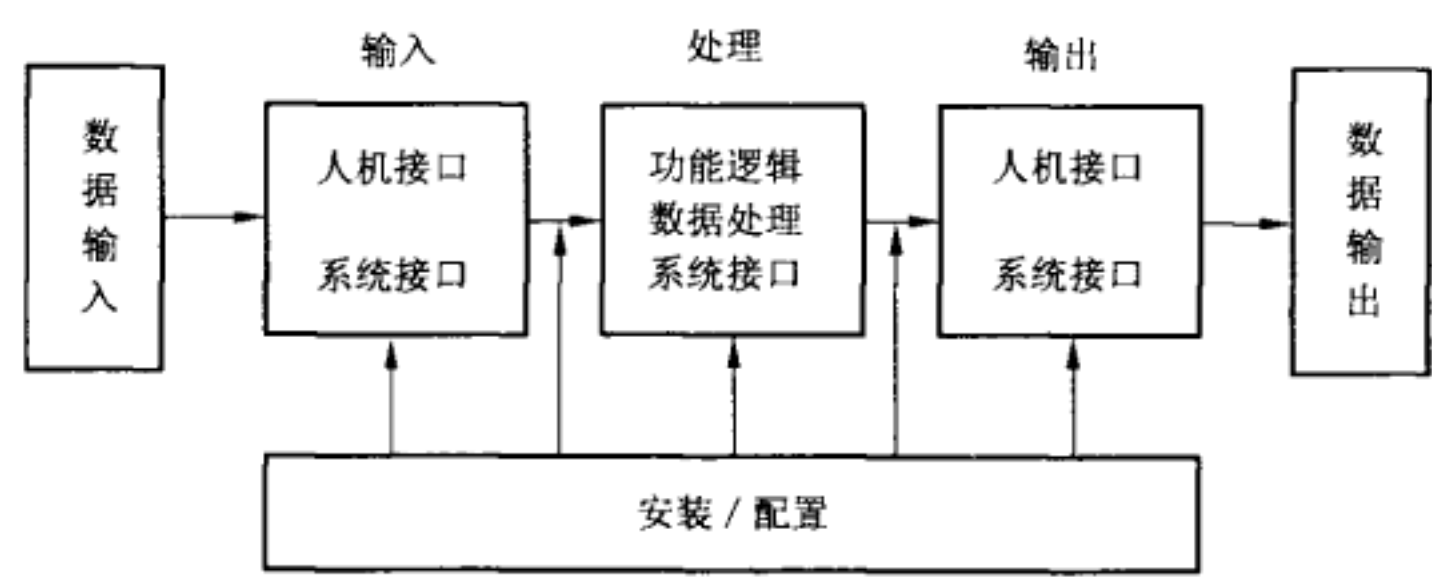 输入
处理
输出
数据输入
人机接口
系统接口
功能逻辑
数据处理
系统接口
人机接口
系统接口
数据输出
安装/配置